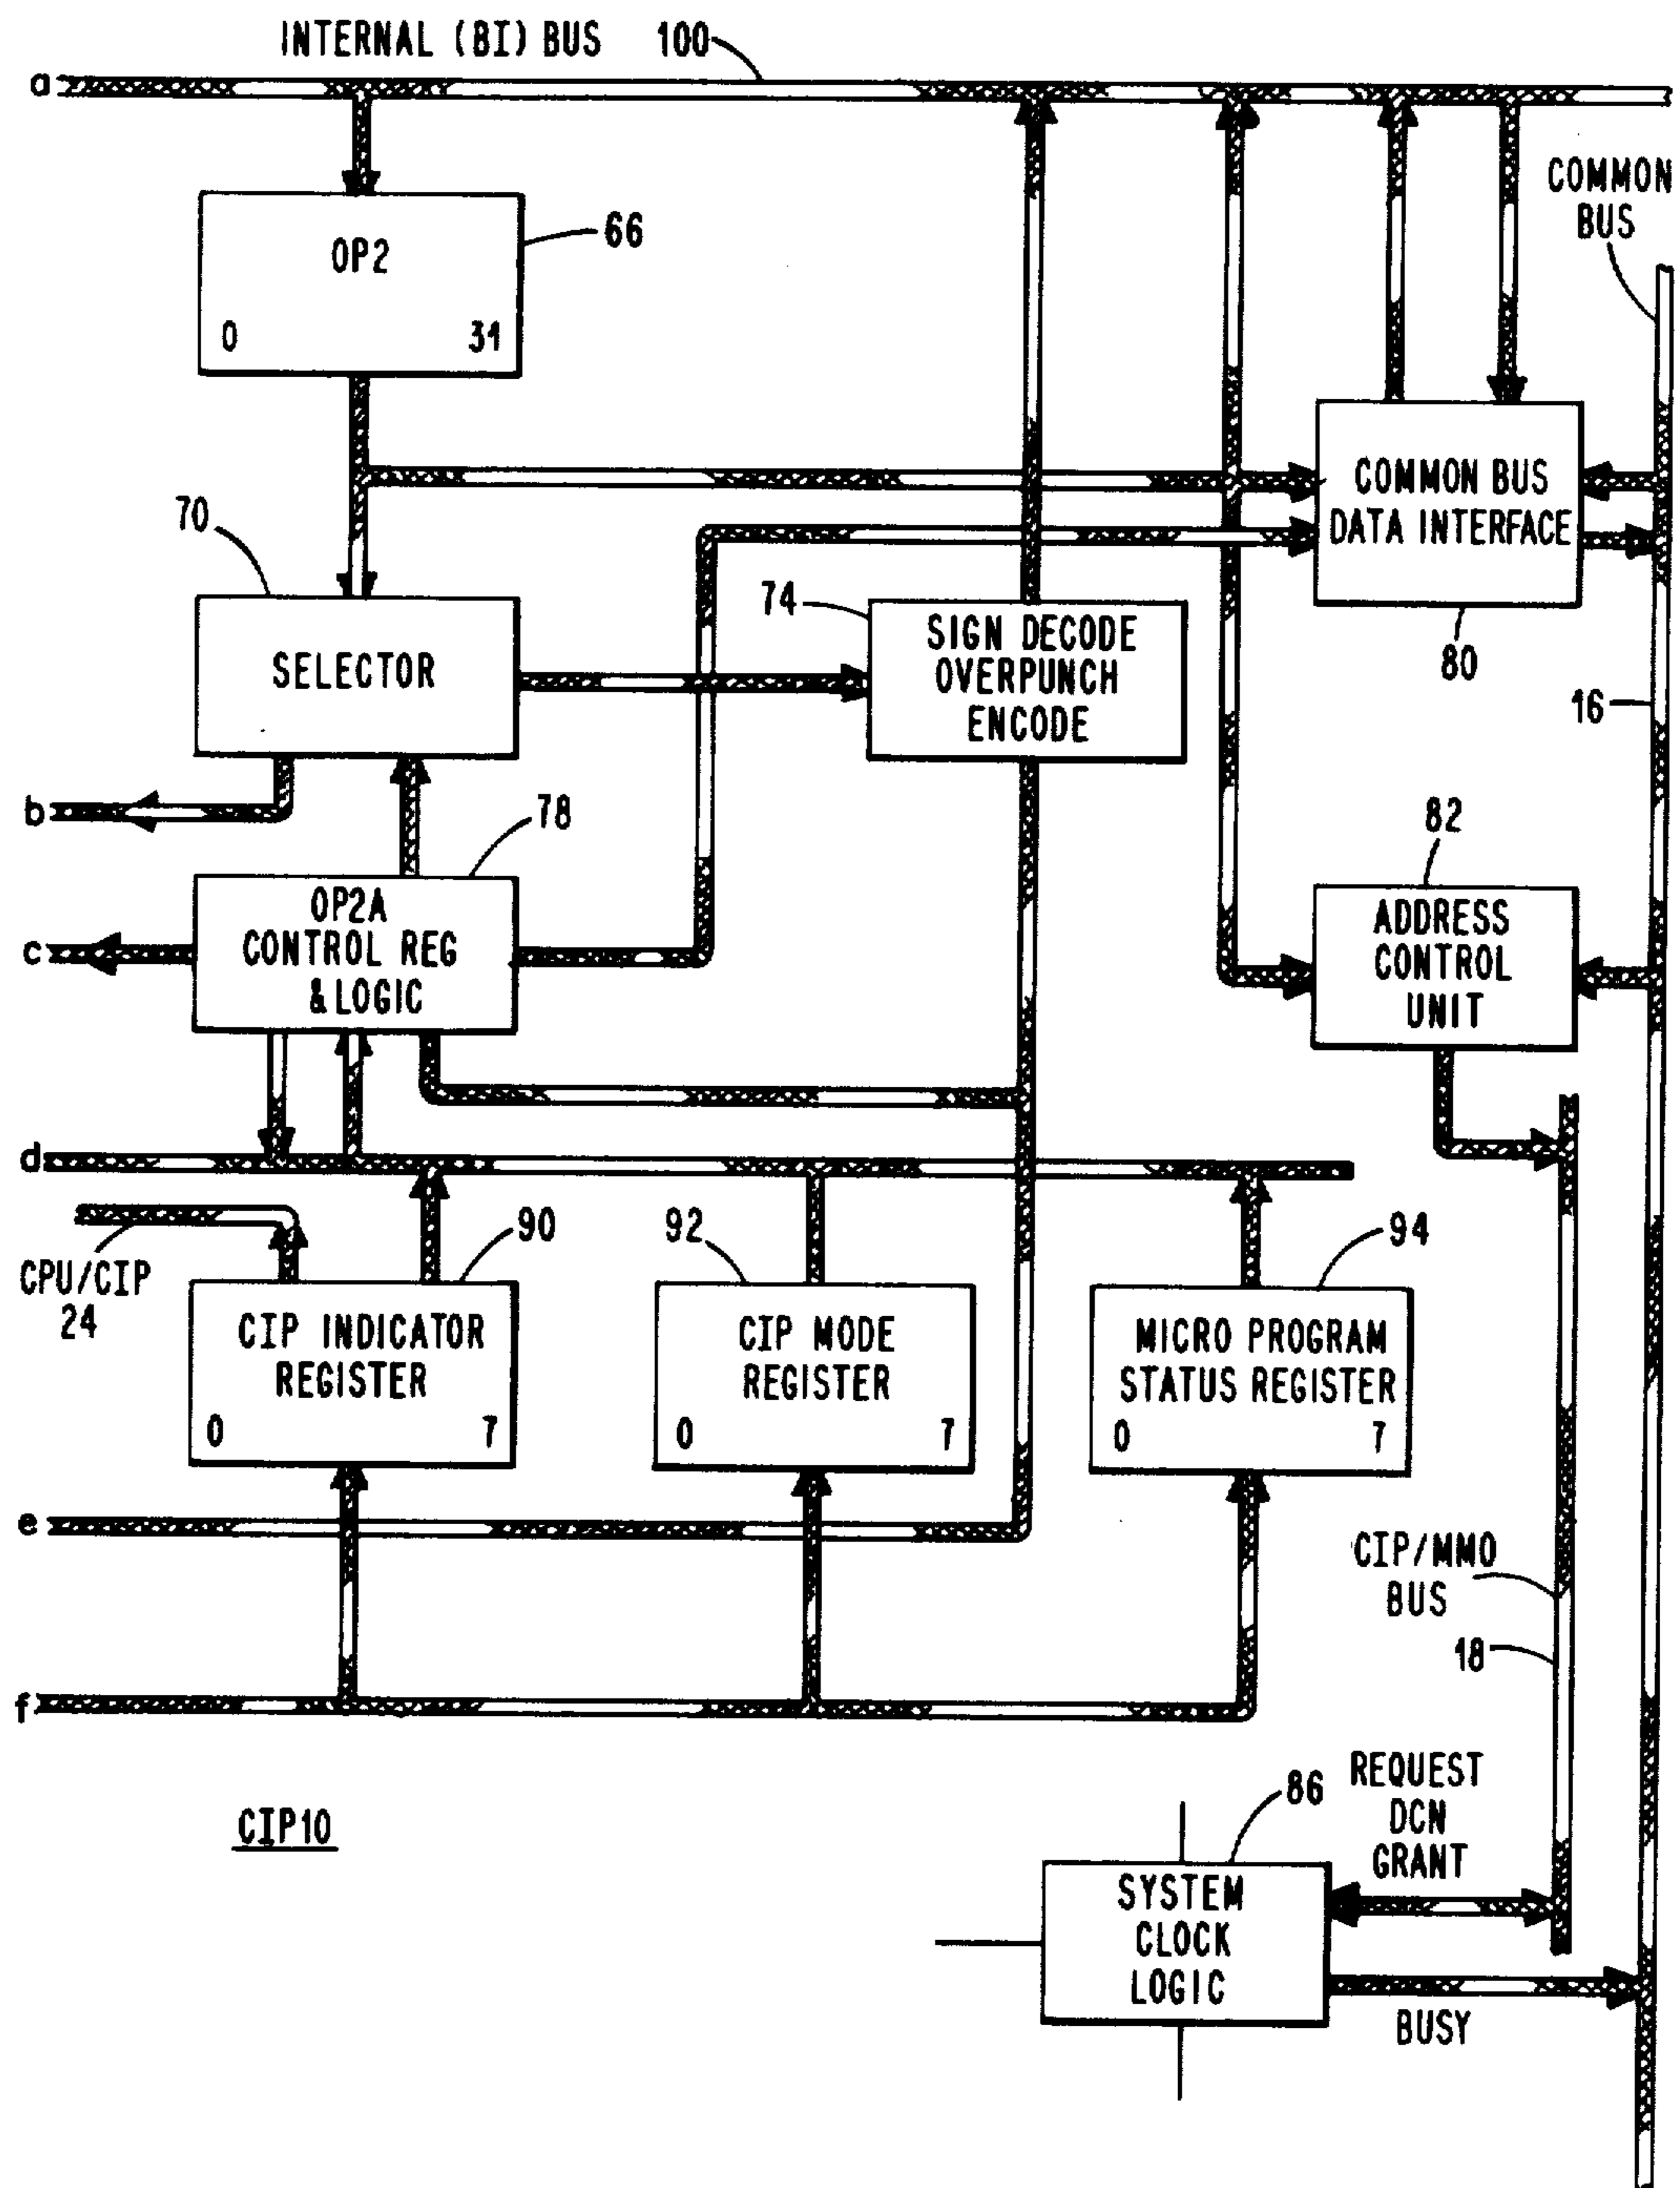 INTERNAL (BI) BUS 100
a
COMMON
BUS
OP2
0 31
66
70
SELECTOR
74
SIGN DECODE
OVERPUNCH
ENCODE
COMMON BUS
DATA INTERFACE
80
16
b
78
OP2A
CONTROL REG
& LOGIC
c
82
ADDRESS
CONTROL
UNIT
d
CPU/CIP
24
90
CIP INDICATOR
REGISTER
0 7
92
CIP MODE
REGISTER
0 7
94
MICRO PROGRAM
STATUS REGISTER
0 7
e
CIP/MMO
BUS
18
f
CIP10
86
SYSTEM
CLOCK
LOGIC
REQUEST
DCN
GRANT
BUSY